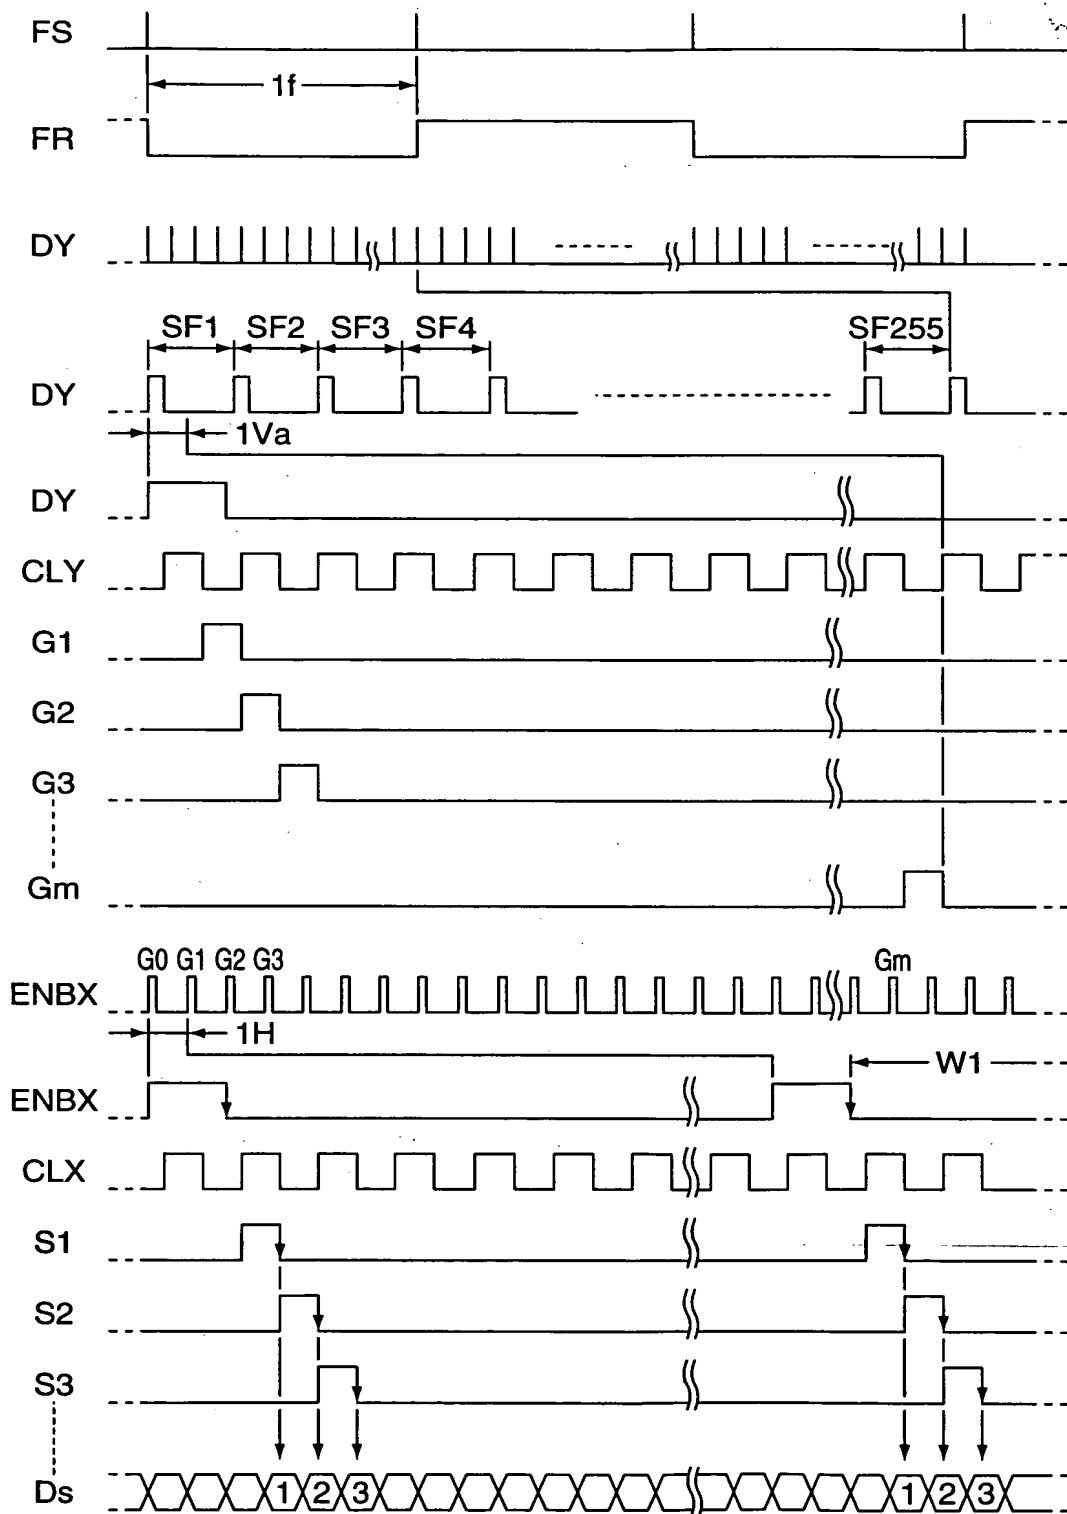 FS
1f
FR
DY
SF1 SF2 SF3 SF4 SF255
DY
1Va
DY
CLY
G1
G2
G3
Gm
G0 G1 G2 G3 Gm
ENBX
1H
W1
ENBX
CLX
S1
S2
S3
Ds 1 2 3 1 2 3